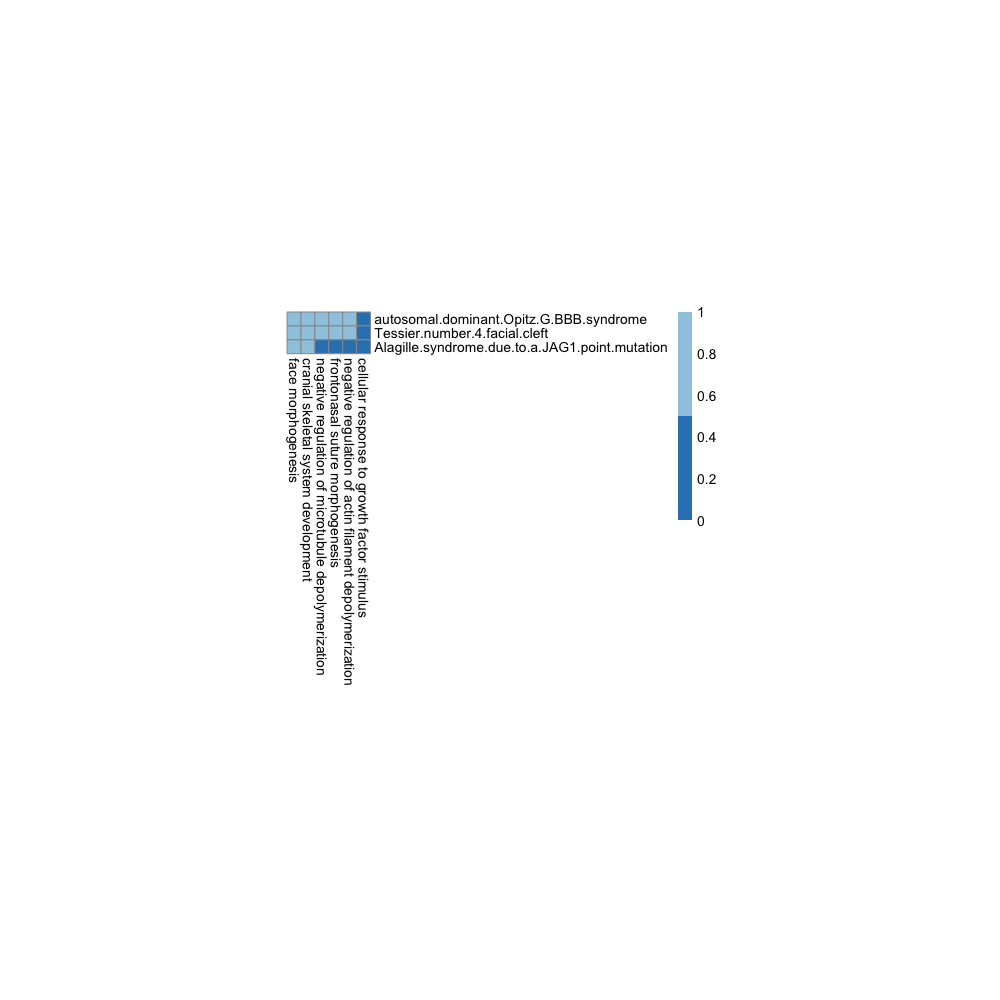 autosomal.dominant.Opitz.G.BBB.syndrome
Tessier.number.4.facial.cleft
Alagille.syndrome.due.to.a.JAG1.point.mutation
face morphogenesis
cranial skeletal system development
negative regulation of microtubule depolymerization
frontonasal suture morphogenesis
negative regulation of actin filament depolymerization
cellular response to growth factor stimulus
1
0.8
0.6
0.4
0.2
0